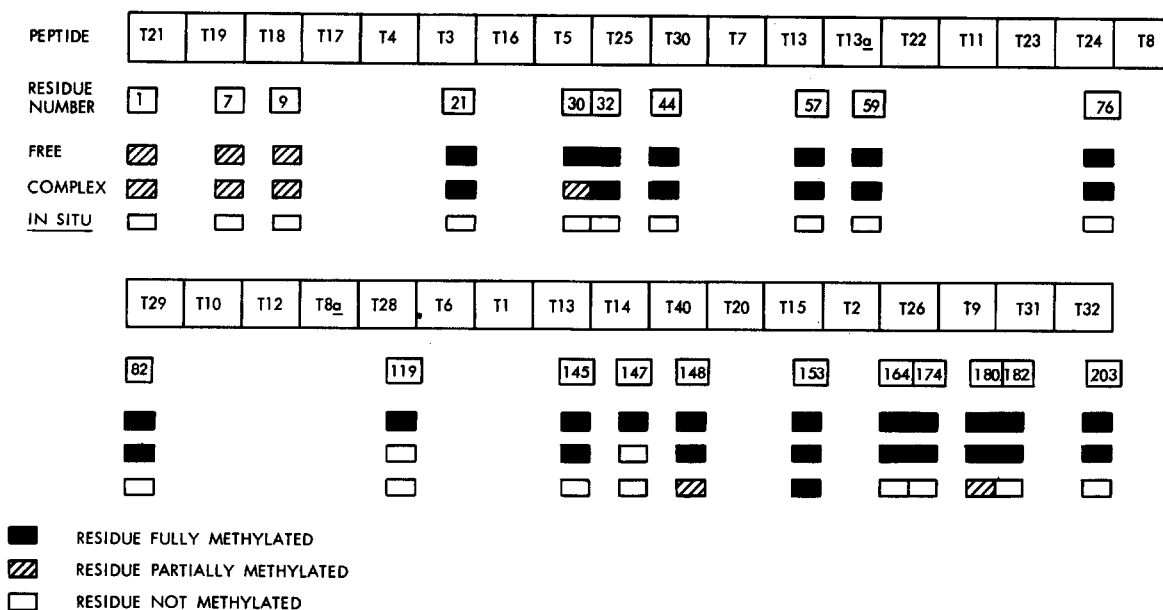 PEPTIDE T21 T19 T18 T17 T4 T3 T16 T5 T25 T30 T7 T13 T13a T22 T11 T23 T24 T8
RESIDUE
NUMBER 1 7 9 21 30 32 44 57 59 76
FREE
COMPLEX
IN SITU
T29 T10 T12 T8a T28 T6 T1 T13 T14 T40 T20 T15 T2 T26 T9 T31 T32
82 119 145 147 148 153 164 174 180 182 203
RESIDUE FULLY METHYLATED
RESIDUE PARTIALLY METHYLATED
RESIDUE NOT METHYLATED